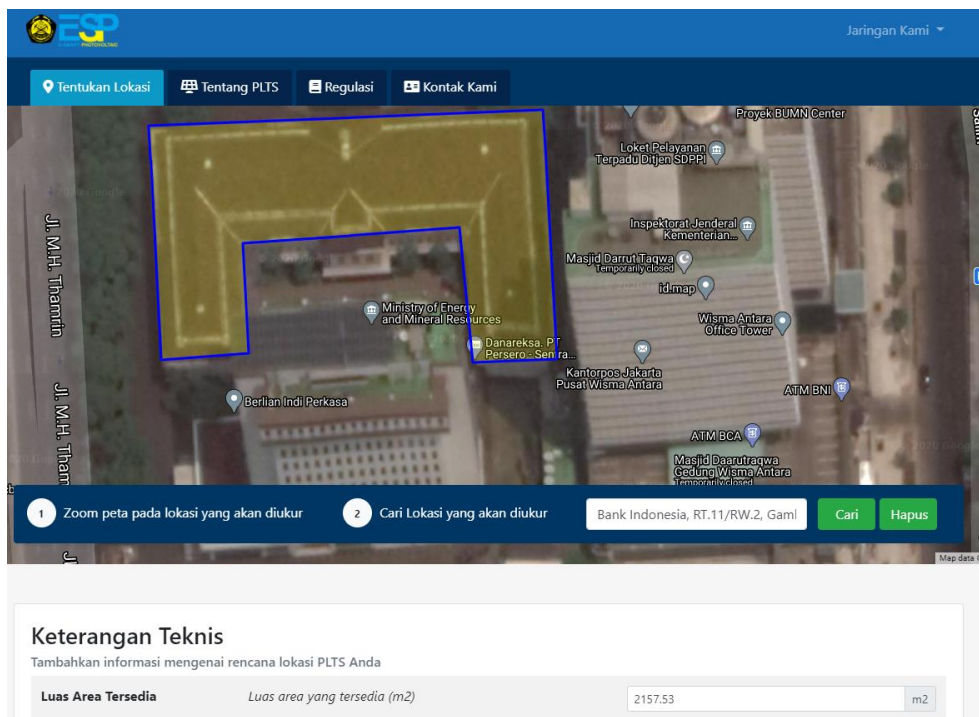 ESP
Jaringan Kami
Tentukan Lokasi
Tentang PLTS
Regulasi
Kontak Kami
Proyek BUMN Center
Loket Pelayanan
Terpadu Ditjen SDPPI
Inspektorat Jenderal
Kementerian...
Masjid Darrut Taqwa
Temporarily closed
id.map
Jl. M.H. Thamrin
Ministry of Energy
and Mineral Resources
Wisma Antara
Office Tower
Danareksa. PT
Persero - Sentra...
Kantorpos Jakarta
Pusat Wisma Antara
ATM BNI
Berlian Indi Perkasa
Jl. M.H. Tham
ATM BCA
Masjid Daarutraqwa
Gedung Wisma Antara
Temporarily closed
1 Zoom peta pada lokasi yang akan diukur
2 Cari Lokasi yang akan diukur
Bank Indonesia, RT.11/RW.2, Gaml
Cari
Hapus
Jl
Map data
Keterangan Teknis
Tambahkan informasi mengenai rencana lokasi PLTS Anda
Luas Area Tersedia
Luas area yang tersedia (m2)
2157.53
m2